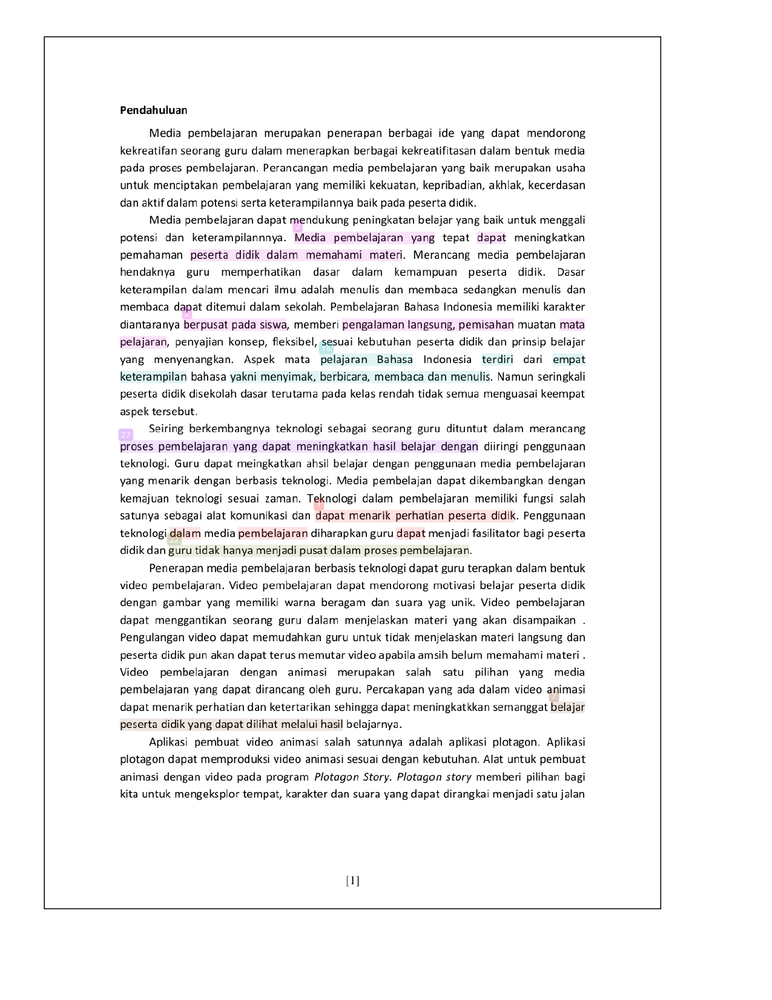 Pendahuluan
Media pembelajaran merupakan penerapan berbagai ide yang dapat mendorong
kekreatifan seorang guru dalam menerapkan berbagai kekreatifitasan dalam bentuk media
pada proses pembelajaran. Perancangan media pembelajaran yang baik merupakan usaha
untuk menciptakan pembelajaran yang memiliki kekuatan, kepribadian, akhlak, kecerdasan
dan aktif dalam potensi serta keterampilannya baik pada peserta didik.
Media pembelajaran dapat mendukung peningkatan belajar yang baik untuk menggali
2
potensi dan keterampilannnya. Media pembelajaran yang tepat dapat meningkatkan
pemahaman peserta didik dalam memahami materi. Merancang media pembelajaran
hendaknya guru memperhatikan dasar dalam kemampuan peserta didik. Dasar
keterampilan dalam mencari ilmu adalah menulis dan membaca sedangkan menulis dan
membaca dapat ditemui dalam sekolah. Pembelajaran Bahasa Indonesia memiliki karakter
2
diantaranya berpusat pada siswa, memberi pengalaman langsung, pemisahan muatan mata
pelajaran, penyajian konsep, fleksibel, sesuai kebutuhan peserta didik dan prinsip belajar
16
yang menyenangkan. Aspek mata pelajaran Bahasa Indonesia terdiri dari empat
keterampilan bahasa yakni menyimak, berbicara, membaca dan menulis. Namun seringkali
peserta didik disekolah dasar terutama pada kelas rendah tidak semua menguasai keempat
aspek tersebut.
Seiring berkembangnya teknologi sebagai seorang guru dituntut dalam merancang
27
proses pembelajaran yang dapat meningkatkan hasil belajar dengan diiringi penggunaan
teknologi. Guru dapat meingkatkan ahsil belajar dengan penggunaan media pembelajaran
yang menarik dengan berbasis teknologi. Media pembelajan dapat dikembangkan dengan
kemajuan teknologi sesuai zaman. Teknologi dalam pembelajaran memiliki fungsi salah
1
satunya sebagai alat komunikasi dan dapat menarik perhatian peserta didik. Penggunaan
teknologi dalam media pembelajaran diharapkan guru dapat menjadi fasilitator bagi peserta
22
didik dan guru tidak hanya menjadi pusat dalam proses pembelajaran.
Penerapan media pembelajaran berbasis teknologi dapat guru terapkan dalam bentuk
video pembelajaran. Video pembelajaran dapat mendorong motivasi belajar peserta didik
dengan gambar yang memiliki warna beragam dan suara yag unik. Video pembelajaran
dapat menggantikan seorang guru dalam menjelaskan materi yang akan disampaikan .
Pengulangan video dapat memudahkan guru untuk tidak menjelaskan materi langsung dan
peserta didik pun akan dapat terus memutar video apabila amsih belum memahami materi .
Video pembelajaran dengan animasi merupakan salah satu pilihan yang media
pembelajaran yang dapat dirancang oleh guru. Percakapan yang ada dalam video animasi
7
dapat menarik perhatian dan ketertarikan sehingga dapat meningkatkkan semanggat belajar
peserta didik yang dapat dilihat melalui hasil belajarnya.
Aplikasi pembuat video animasi salah satunnya adalah aplikasi plotagon. Aplikasi
plotagon dapat memproduksi video animasi sesuai dengan kebutuhan. Alat untuk pembuat
animasi dengan video pada program Plotagon Story. Plotagon story memberi pilihan bagi
kita untuk mengeksplor tempat, karakter dan suara yang dapat dirangkai menjadi satu jalan
[1]